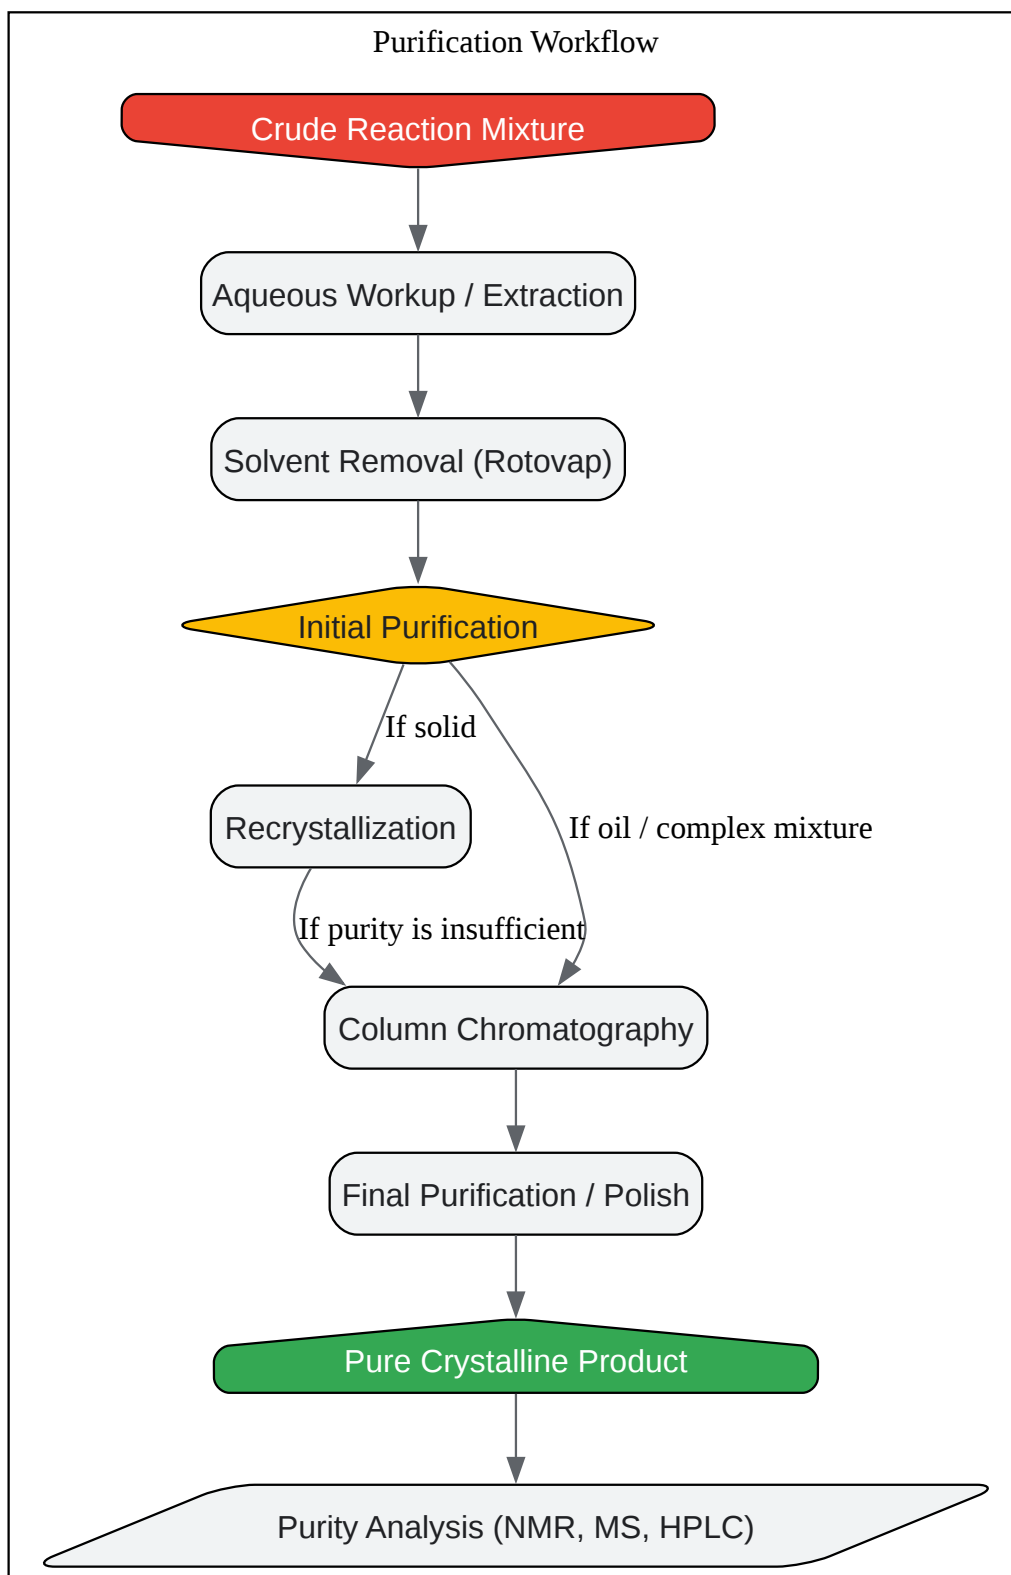 Purification Workflow
Crude Reaction Mixture
Aqueous Workup / Extraction
Solvent Removal (Rotovap)
Initial Purification
If solid
Recrystallization
If oil / complex mixture
If purity is insufficient
Column Chromatography
Final Purification / Polish
Pure Crystalline Product
Purity Analysis (NMR, MS, HPLC)